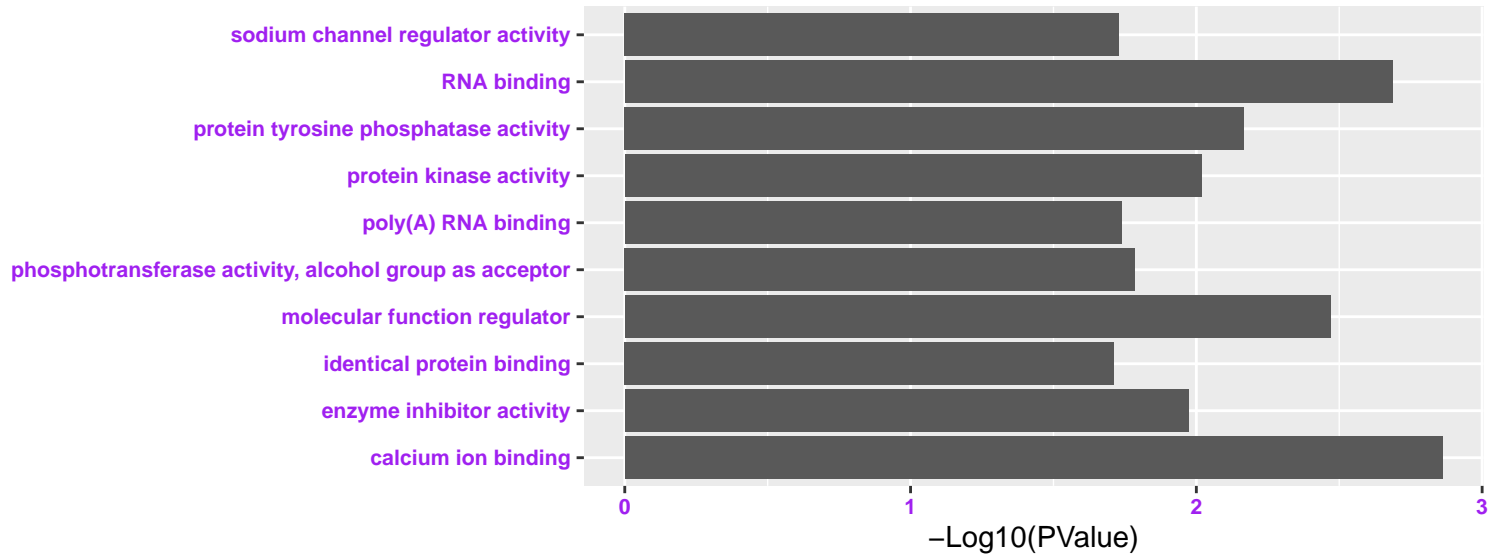 sodium channel regulator activity
RNA binding
protein tyrosine phosphatase activity
protein kinase activity
poly(A) RNA binding
phosphotransferase activity, alcohol group as acceptor
molecular function regulator
identical protein binding
enzyme inhibitor activity
calcium ion binding
0 1 2 3
−Log10(PValue)